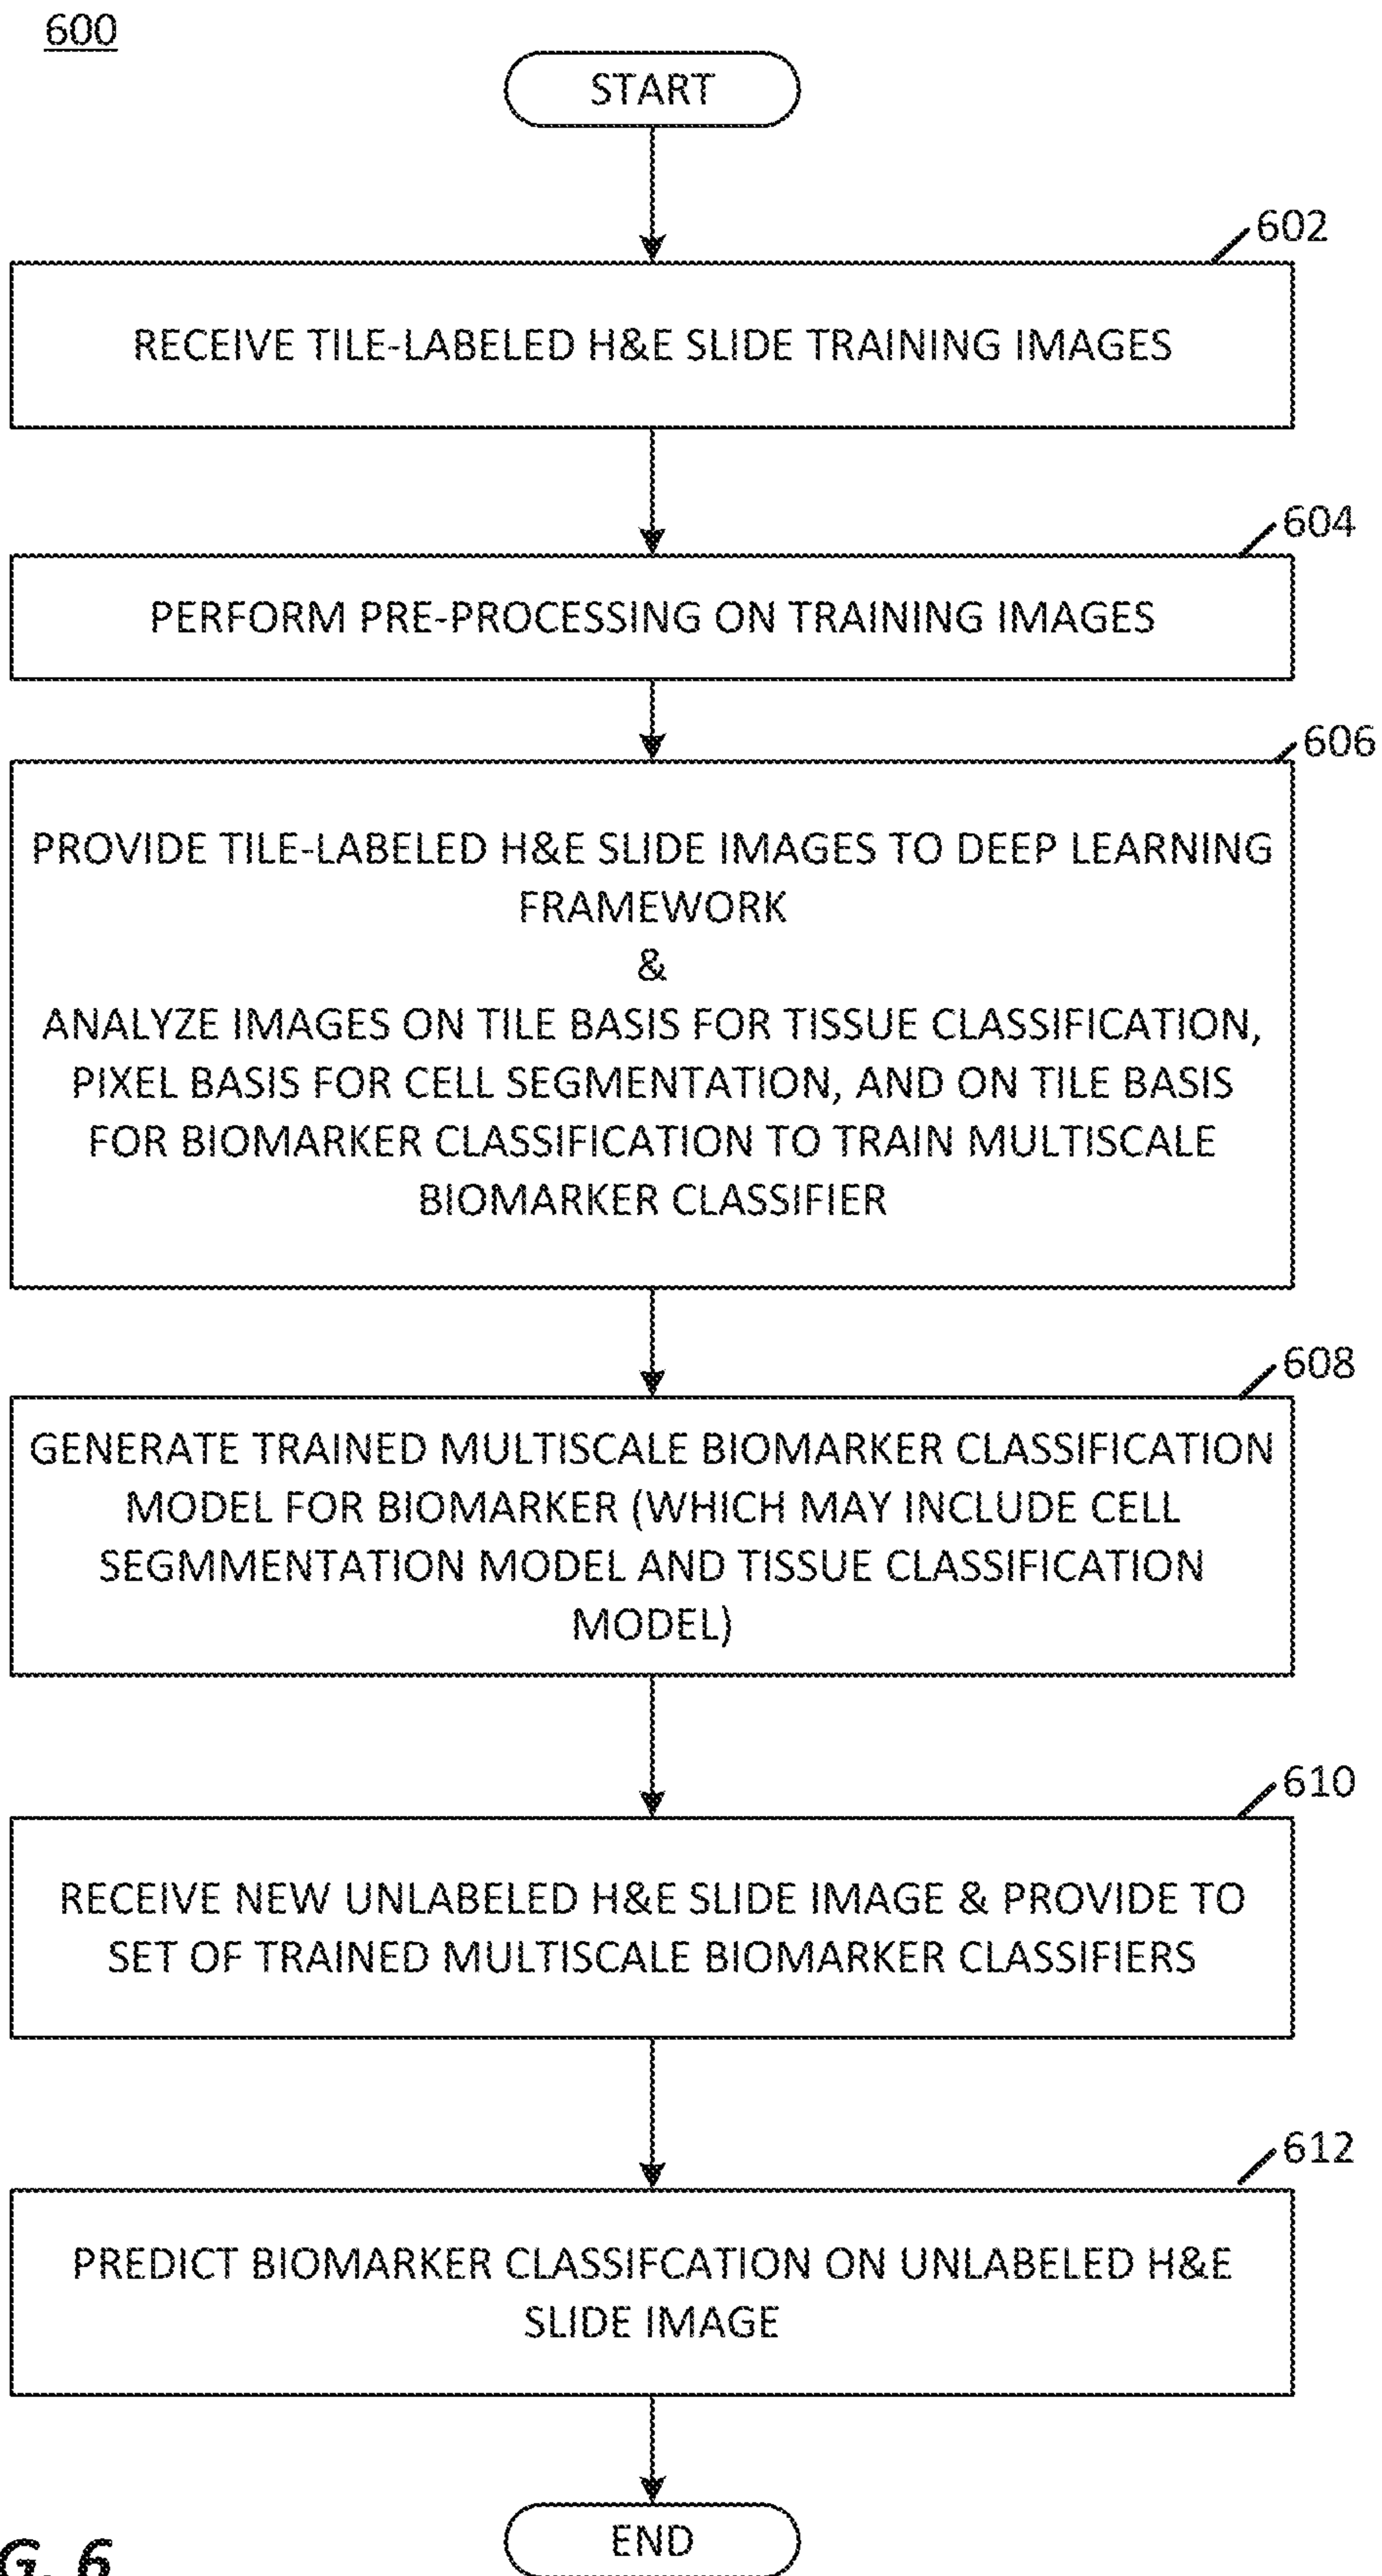 600
START
602
RECEIVE TILE-LABELED H&E SLIDE TRAINING IMAGES
604
PERFORM PRE-PROCESSING ON TRAINING IMAGES
606
PROVIDE TILE-LABELED H&E SLIDE IMAGES TO DEEP LEARNING
FRAMEWORK
&
ANALYZE IMAGES ON TILE BASIS FOR TISSUE CLASSIFICATION,
PIXEL BASIS FOR CELL SEGMENTATION, AND ON TILE BASIS
FOR BIOMARKER CLASSIFICATION TO TRAIN MULTISCALE
BIOMARKER CLASSIFIER
608
GENERATE TRAINED MULTISCALE BIOMARKER CLASSIFICATION
MODEL FOR BIOMARKER (WHICH MAY INCLUDE CELL
SEGMMENTATION MODEL AND TISSUE CLASSIFICATION
MODEL)
610
RECEIVE NEW UNLABELED H&E SLIDE IMAGE & PROVIDE TO
SET OF TRAINED MULTISCALE BIOMARKER CLASSIFIERS
612
PREDICT BIOMARKER CLASSIFCATION ON UNLABELED H&E
SLIDE IMAGE
END
G. 6